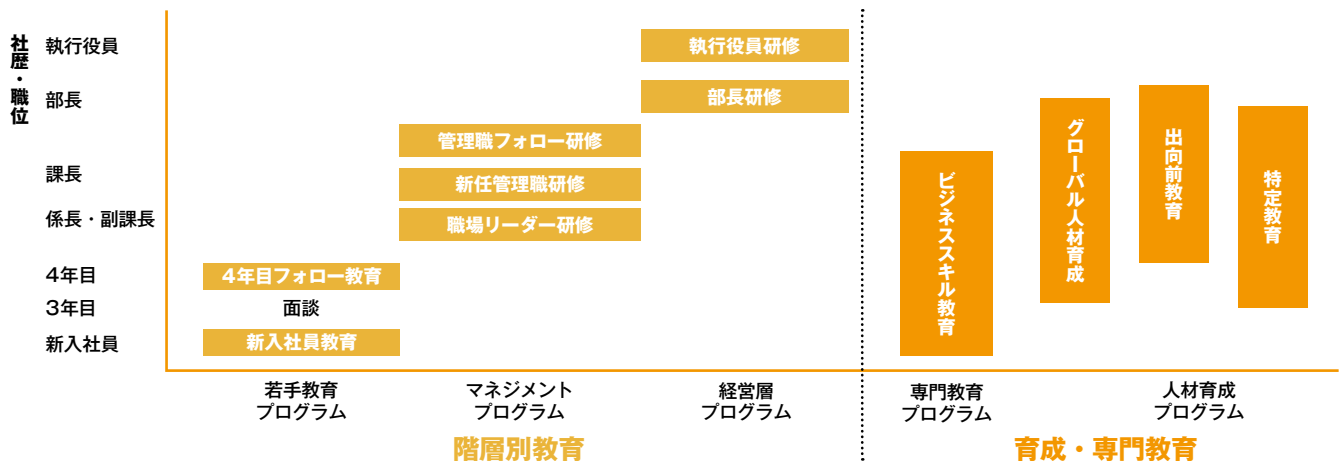 社歴・職位
執行役員
部長
課長
係長・副課長
4年目
3年目
新入社員
執行役員研修
部長研修
管理職フォロー研修
新任管理職研修
職場リーダー研修
4年目フォロー教育
面談
新入社員教育
ビジネススキル教育
グローバル人材育成
出向前教育
特定教育
若手教育
プログラム
マネジメント
プログラム
経営層
プログラム
専門教育
プログラム
人材育成
プログラム
階層別教育
育成・専門教育